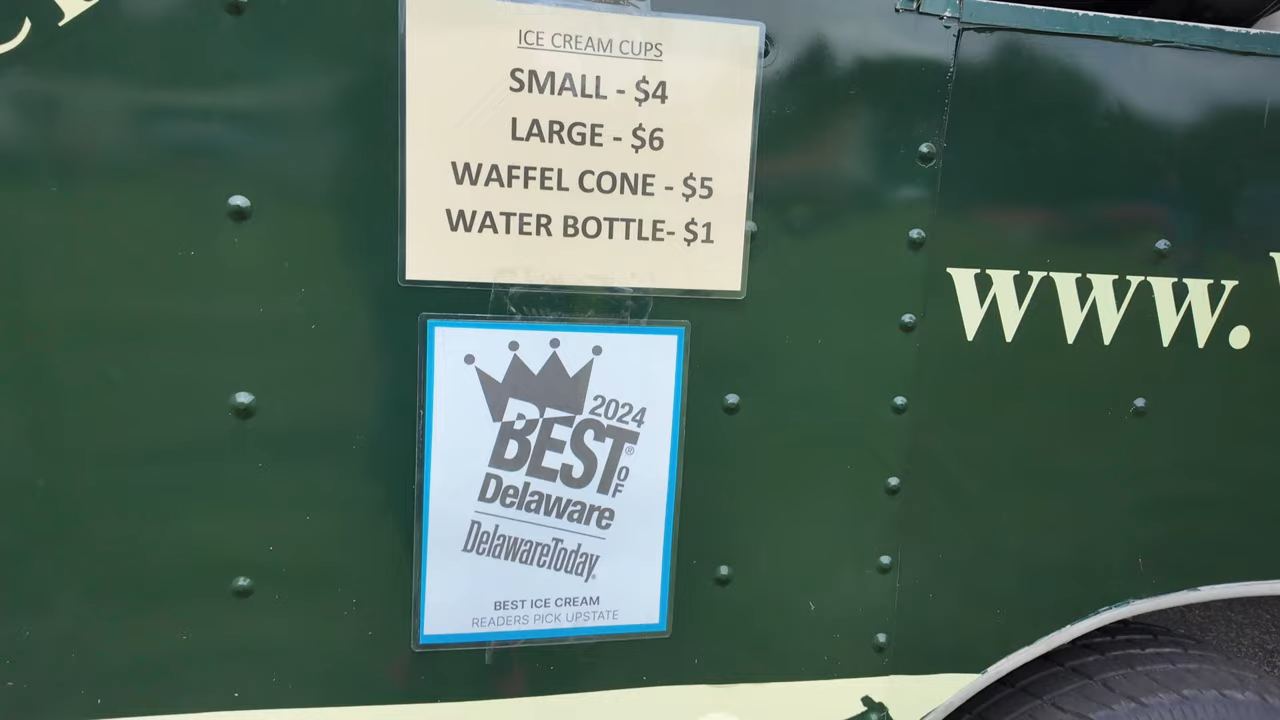 ICE CREAM CUPS
SMALL - $4
LARGE - $6
WAFFEL CONE - $5
WATER BOTTLE- $1
www.
2024
BEST®
OF
Delaware
DelawareToday.
BEST ICE CREAM
READERS PICK UPSTATE